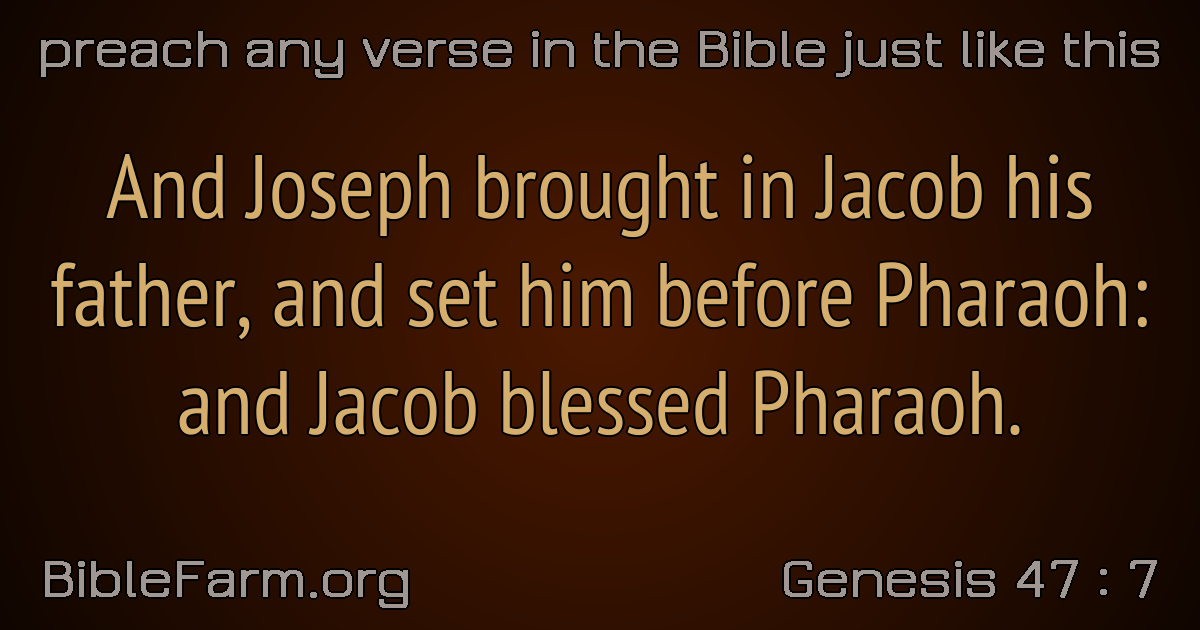 preach any verse in the Bible just like this
And Joseph brought in Jacob his
father, and set him before Pharaoh:
and Jacob blessed Pharaoh.
BibleFarm.org
Genesis 47 : 7